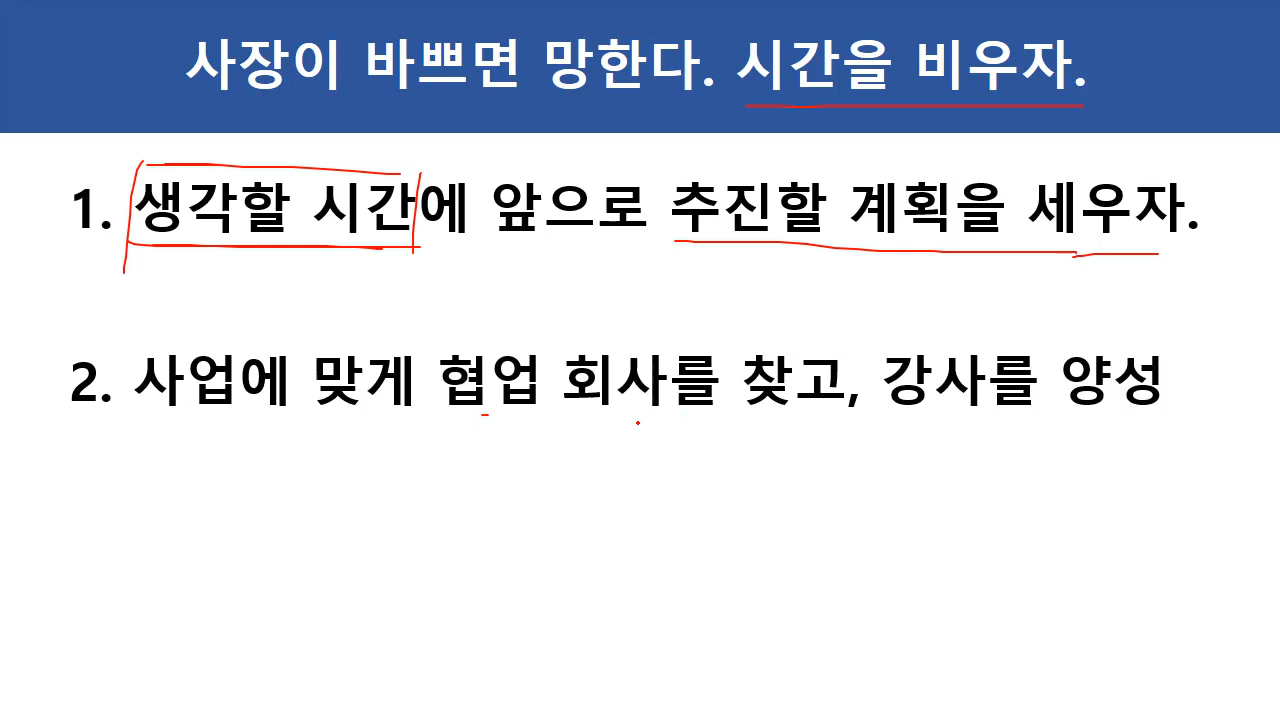 사장이 바쁘면 망한다. 시간을 비우자.
1. 생각할 시간에 앞으로 추진할 계획을 세우자.
2. 사업에 맞게 협업 회사를 찾고, 강사를 양성